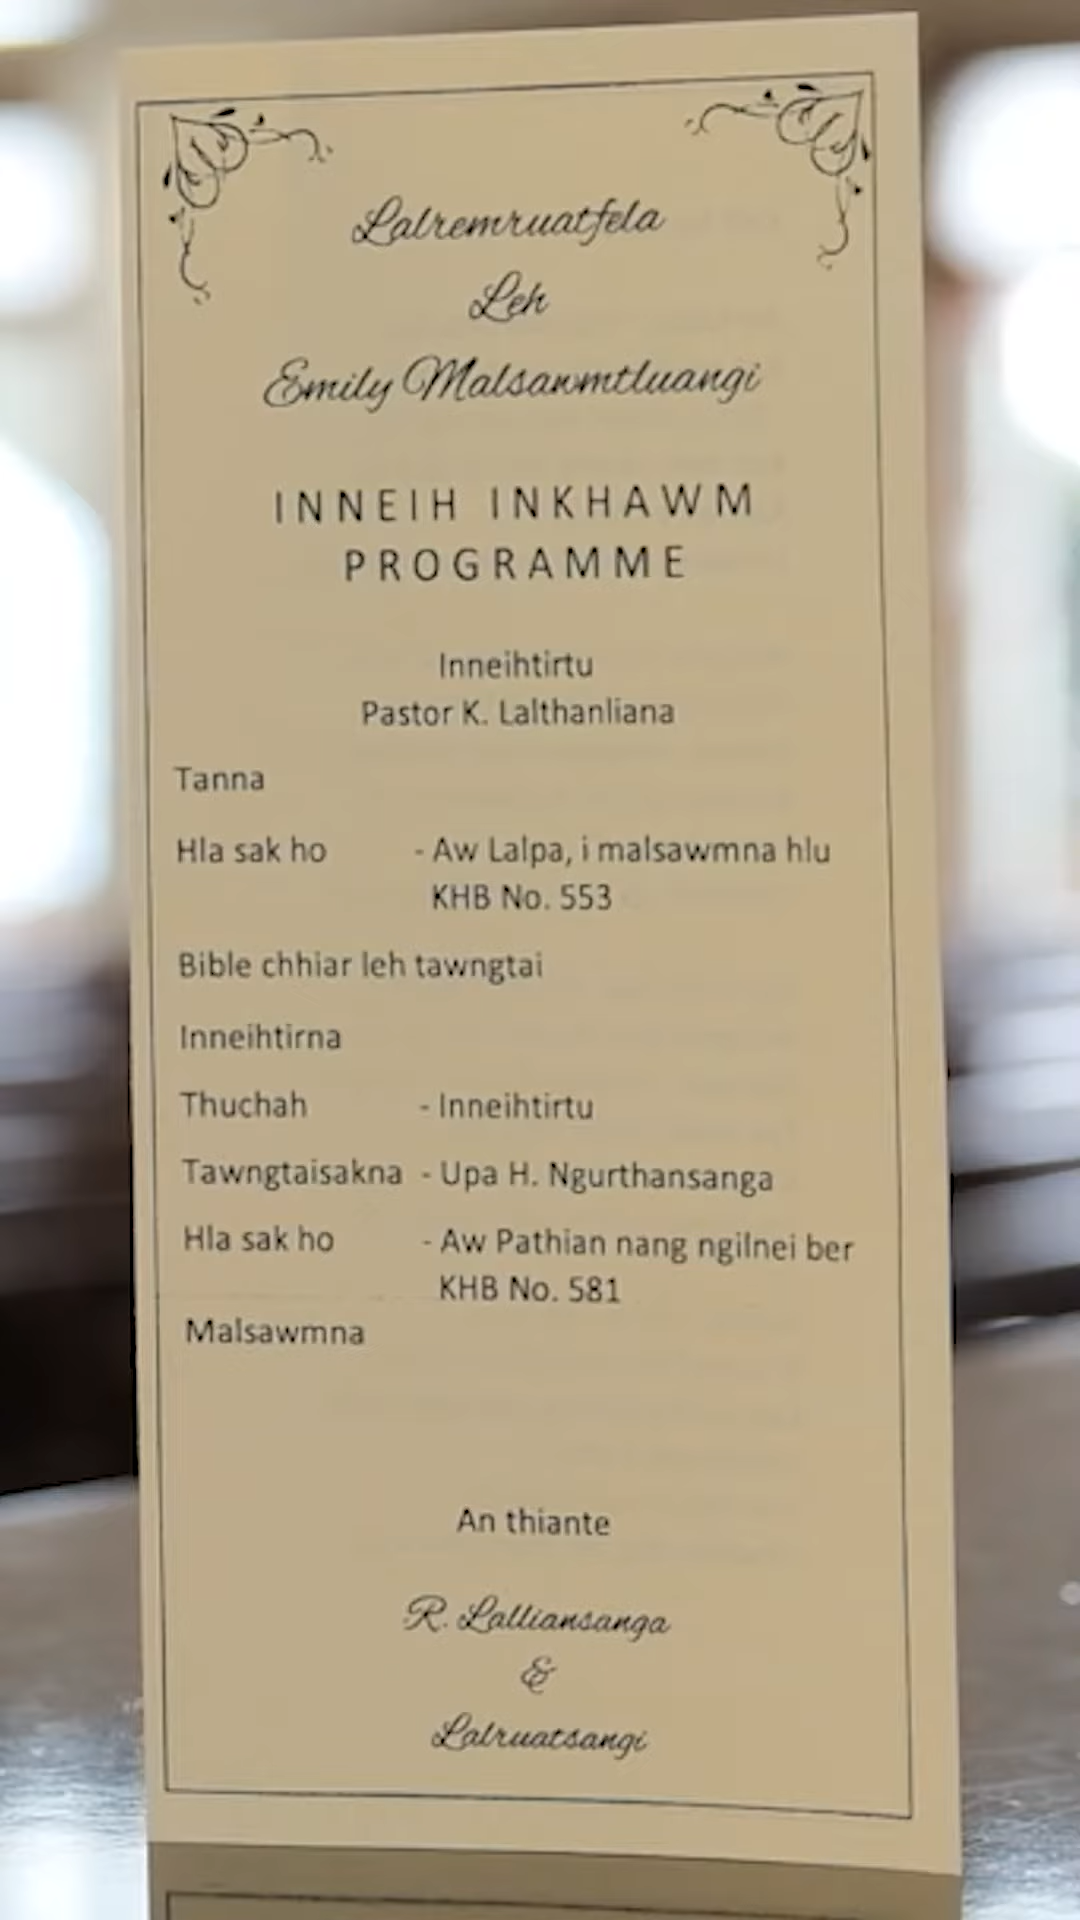 Lalremruatfela
Leh
Emily Malsawmtluangi
INNEIH INKHAWM
PROGRAMME
Inneihtirtu
Pastor K. Lalthanliana
Tanna
Hla sak ho - Aw Lalpa, i malsawmna hlu
KHB No. 553
Bible chhiar leh tawngtai
Inneihtirna
Thuchah - Inneihtirtu
Tawngtaisakna - Upa H. Ngurthansanga
Hla sak ho - Aw Pathian nang ngilnei ber
KHB No. 581
Malsawmna
An thiante
R. Lalliansanga
&
Lalruatsangi